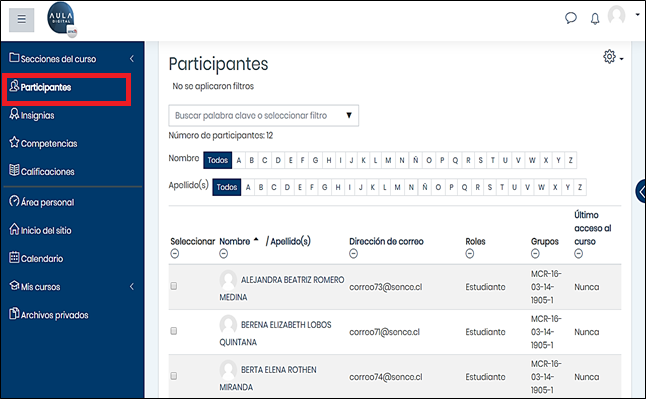 AULA
DIGITAL
Secciones del curso
Participantes
Insignias
Competencias
Calificaciones
Área personal
Inicio del sitio
Calendario
Mis cursos
Archivos privados
Participantes
No se aplicaron filtros
Buscar palabra clave o seleccionar filtro ▼
Número de participantes: 12
Nombre Todos A B C D E F G H I J K L M N Ñ O P Q R S T U V W X Y Z
Apellido(s) Todos A B C D E F G H I J K L M N Ñ O P Q R S T U V W X Y Z
Seleccionar Nombre / Apellido(s) Dirección de correo Roles Grupos Último acceso al curso
ALEJANDRA BEATRIZ ROMERO MEDINA correo73@sence.cl Estudiante MCR-16-03-14-1905-1 Nunca
BERENA ELIZABETH LOBOS QUINTANA correo71@sence.cl Estudiante MCR-16-03-14-1905-1 Nunca
BERTA ELENA ROTHEN MIRANDA correo74@sence.cl Estudiante MCR-16-03-14-1905-1 Nunca